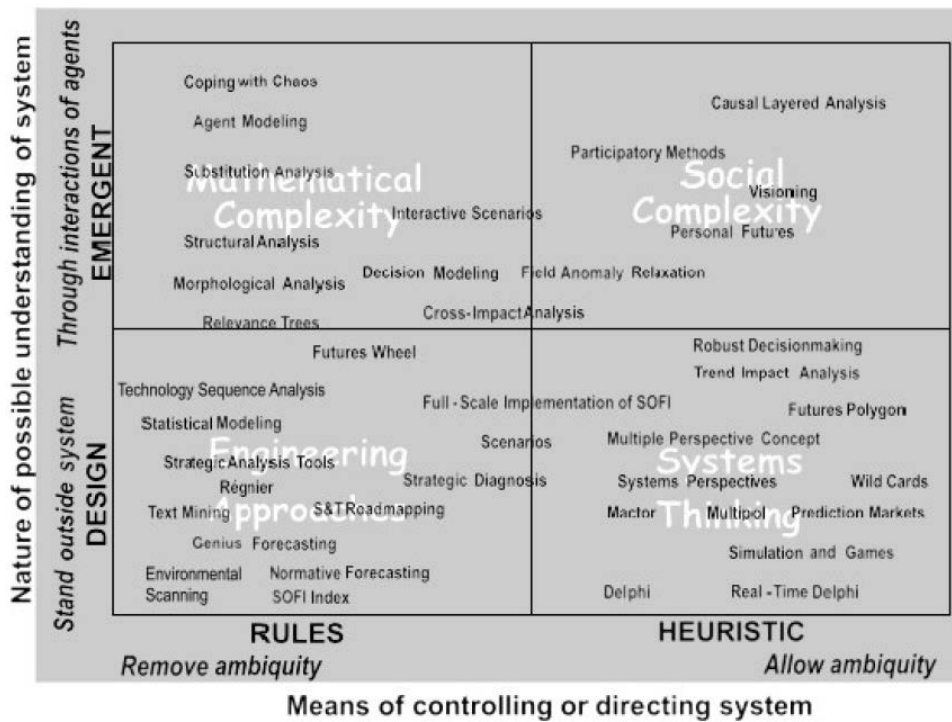 Nature of possible understanding of system
Through interactions of agents
EMERGENT
Stand outside system
DESIGN
Coping with Chaos
Agent Modeling
Substitution Analysis
Mathematical
Complexity
Interactive Scenarios
Structural Analysis
Decision Modeling
Morphological Analysis
Cross-Impact Analysis
Relevance Trees
Causal Layered Analysis
Participatory Methods
Social
Complexity
Visioning
Personal Futures
Field Anomaly Relaxation
Futures Wheel
Technology Sequence Analysis
Full-Scale Implementation of SOFI
Statistical Modeling
Scenarios
Engineering
Approaches
Strategic Analysis Tools
Strategic Diagnosis
Régnier
Text Mining
S&T Roadmapping
Genius Forecasting
Environmental
Scanning
Normative Forecasting
SOFI Index
Robust Decisionmaking
Trend Impact Analysis
Futures Polygon
Multiple Perspective Concept
Systems
Thinking
Systems Perspectives
Wild Cards
Mactor
Multipol
Prediction Markets
Simulation and Games
Delphi
Real-Time Delphi
RULES
HEURISTIC
Remove ambiquity
Allow ambiquity
Means of controlling or directing system